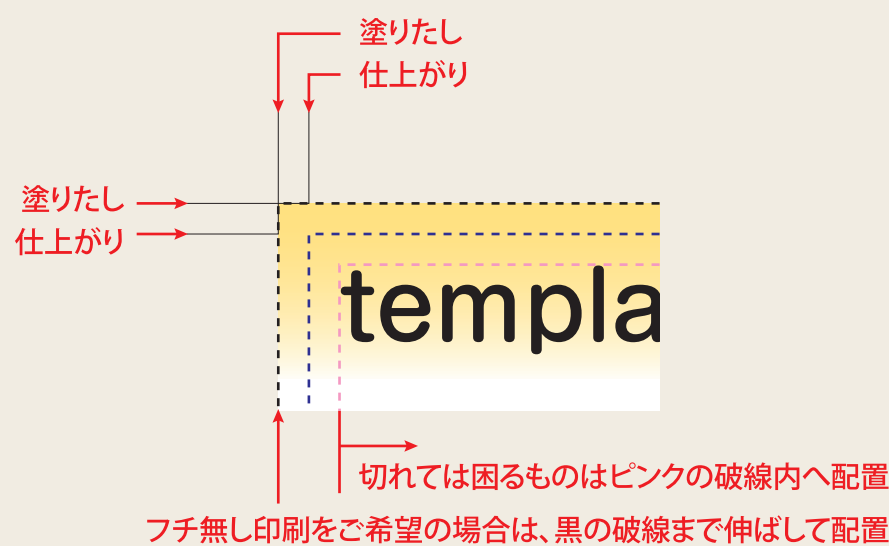 塗りたし
仕上がり
塗りたし
仕上がり
templa
切れては困るものはピンクの破線内へ配置
フチ無し印刷をご希望の場合は、黒の破線まで伸ばして配置